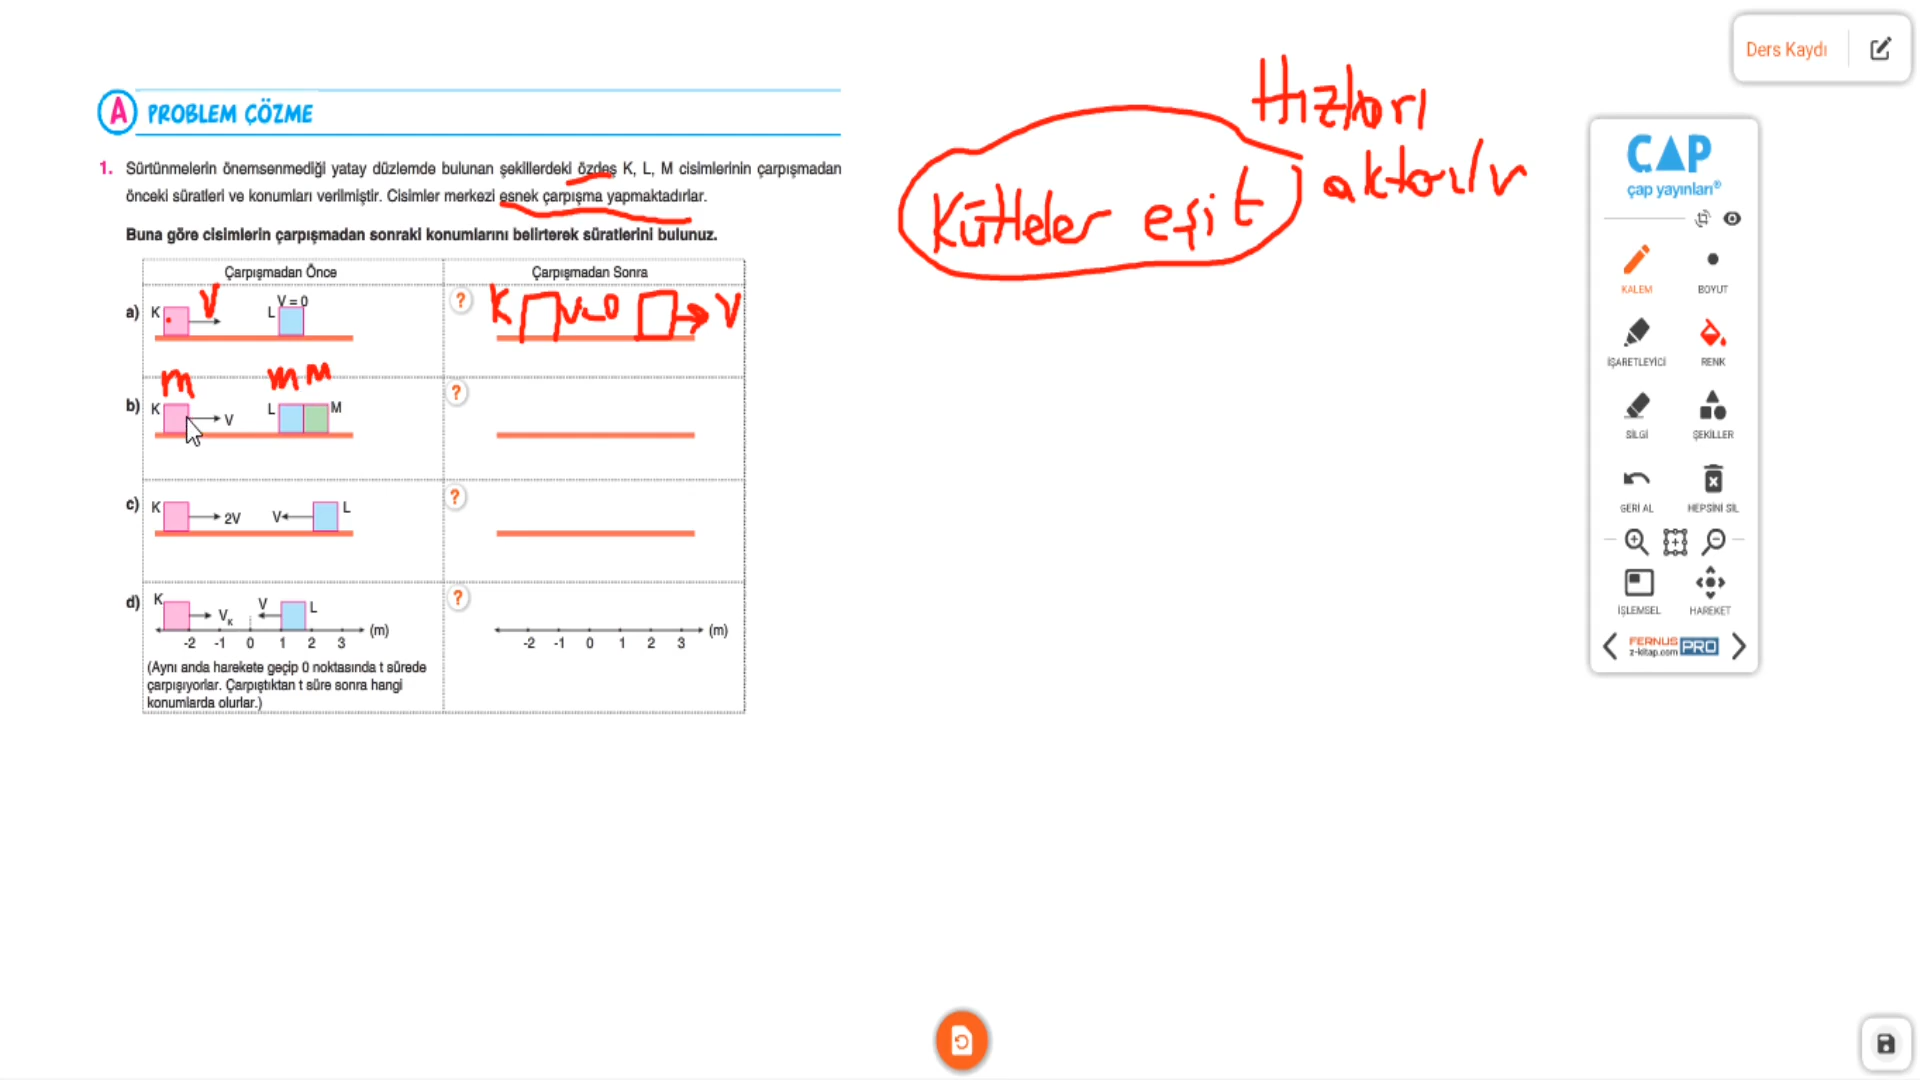 Ders Kaydı
A PROBLEM ÇÖZME
1. Sürtünmelerin önemsenmediği yatay düzlemde bulunan şekillerdeki özdeş K, L, M cisimlerinin çarpışmadan
önceki süratleri ve konumları verilmiştir. Cisimler merkezi esnek çarpışma yapmaktadırlar.
Buna göre cisimlerin çarpışmadan sonraki konumlarını belirterek süratlerini bulunuz.
Hızları
aktarılır
Kütleler eşit
Çarpışmadan Önce Çarpışmadan Sonra
a) K V L V = 0 ? K V=0 V
m m M
b) K V L M ?
c) K 2V V L ?
d) K VK V L ?
-2 -1 0 1 2 3 (m) -2 -1 0 1 2 3 (m)
(Aynı anda harekete geçip 0 noktasında t sürede
çarpışıyorlar. Çarpıştıktan t süre sonra hangi
konumlarda olurlar.)
ÇAP
çap yayınları®
KALEM BOYUT
İŞARETLEYİCİ RENK
SİLGİ ŞEKİLLER
GERİ AL HEPSİNİ SİL
İŞLEMSEL HAREKET
FERNUS
z-kitap.com PRO